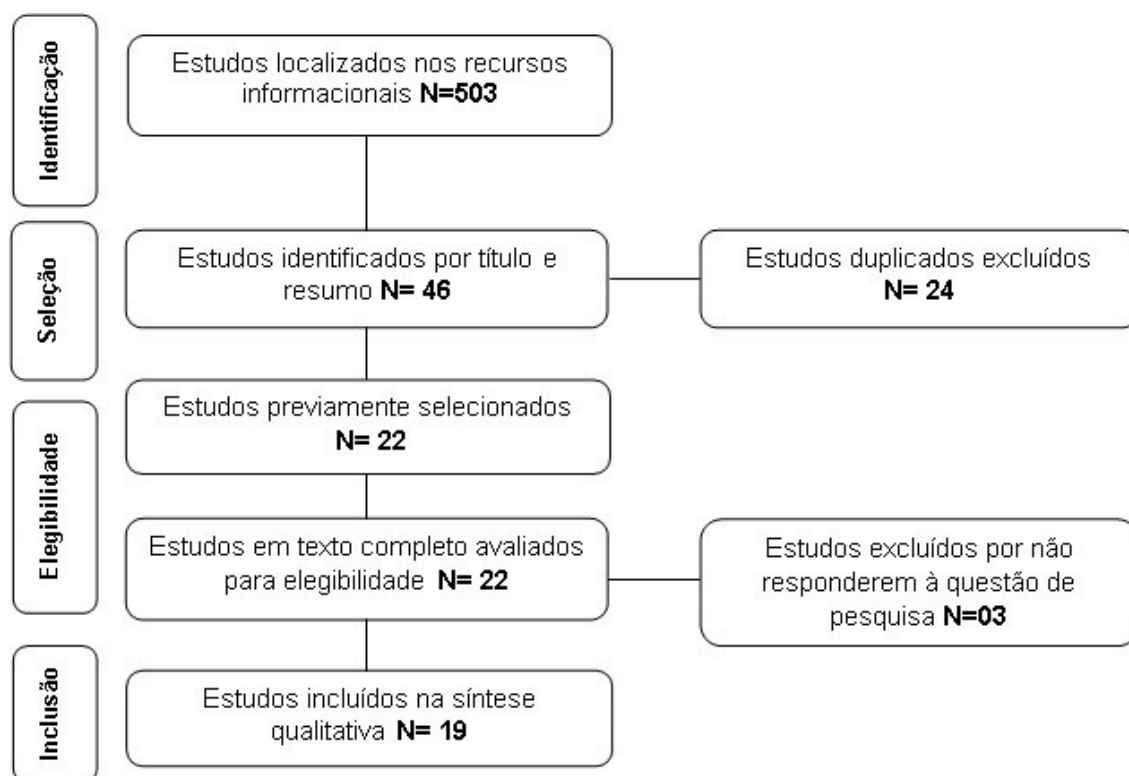 Identificação
Estudos localizados nos recursos
informacionais N=503
Seleção
Estudos identificados por título e
resumo N= 46
Estudos duplicados excluídos
N= 24
Elegibilidade
Estudos previamente selecionados
N= 22
Estudos em texto completo avaliados
para elegibilidade N= 22
Estudos excluídos por não
responderem à questão de
pesquisa N=03
Inclusão
Estudos incluídos na síntese
qualitativa N= 19